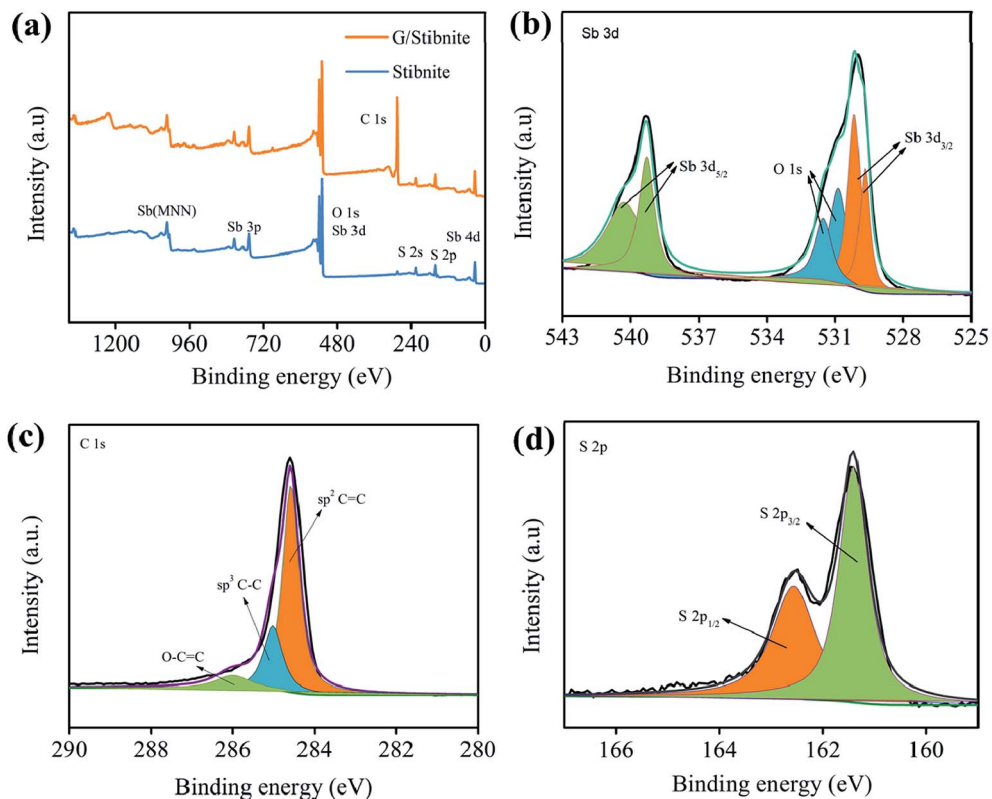 (a)
G/Stibnite
Stibnite
C 1s
Sb(MNN)
Sb 3p
O 1s
Sb 3d
S 2s
S 2p
Sb 4d
Intensity (a.u)
1200 960 720 480 240 0
Binding energy (eV)
(b)
Sb 3d
Sb 3d5/2
O 1s
Sb 3d3/2
Intensity (a.u)
543 540 537 534 531 528 525
Binding energy (eV)
(c)
C 1s
sp2 C=C
sp3 C-C
O-C=C
Intensity (a.u.)
290 288 286 284 282 280
Binding energy (eV)
(d)
S 2p
S 2p3/2
S 2p1/2
Intensity (a.u)
166 164 162 160
Binding energy (eV)